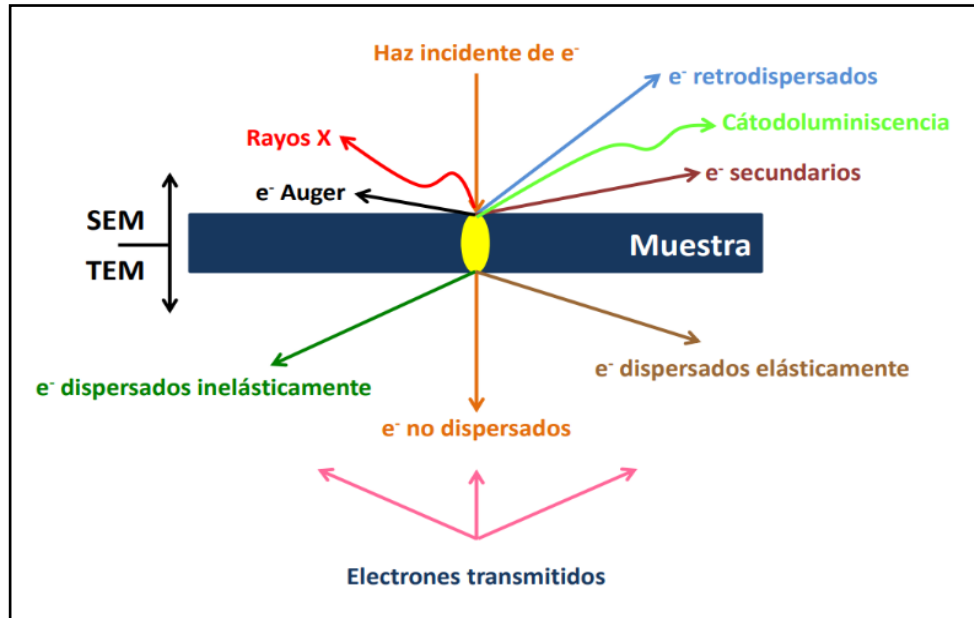 Haz incidente de e-
e- retrodispersados
Cátodoluminiscencia
Rayos X
e- secundarios
e- Auger
SEM
Muestra
TEM
e- dispersados inelásticamente
e- dispersados elásticamente
e- no dispersados
Electrones transmitidos